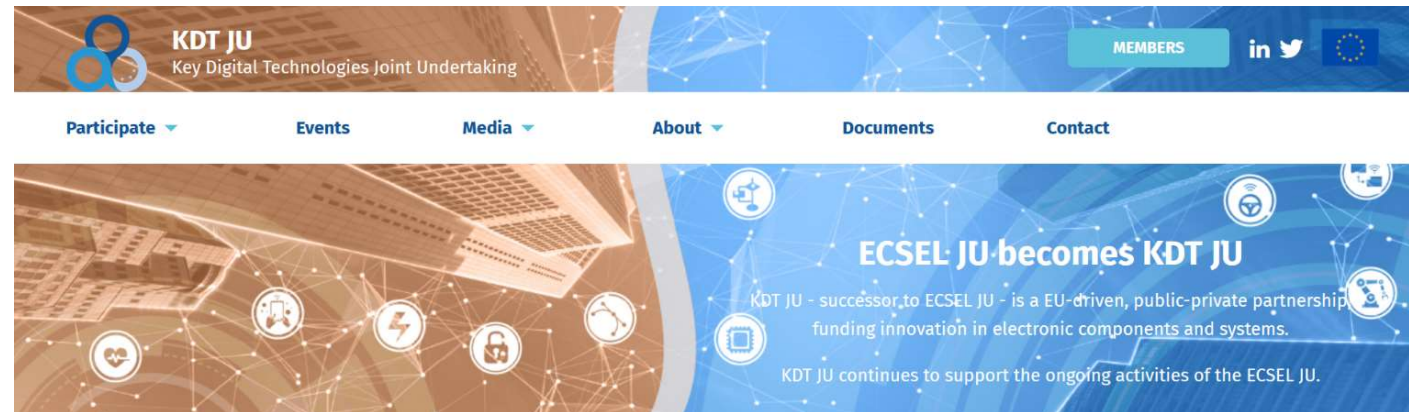 KDT JU
Key Digital Technologies Joint Undertaking
MEMBERS
in
Participate
Events
Media
About
Documents
Contact
ECSEL JU becomes KDT JU
KDT JU - successor to ECSEL JU - is a EU-driven, public-private partnership,
funding innovation in electronic components and systems.
KDT JU continues to support the ongoing activities of the ECSEL JU.